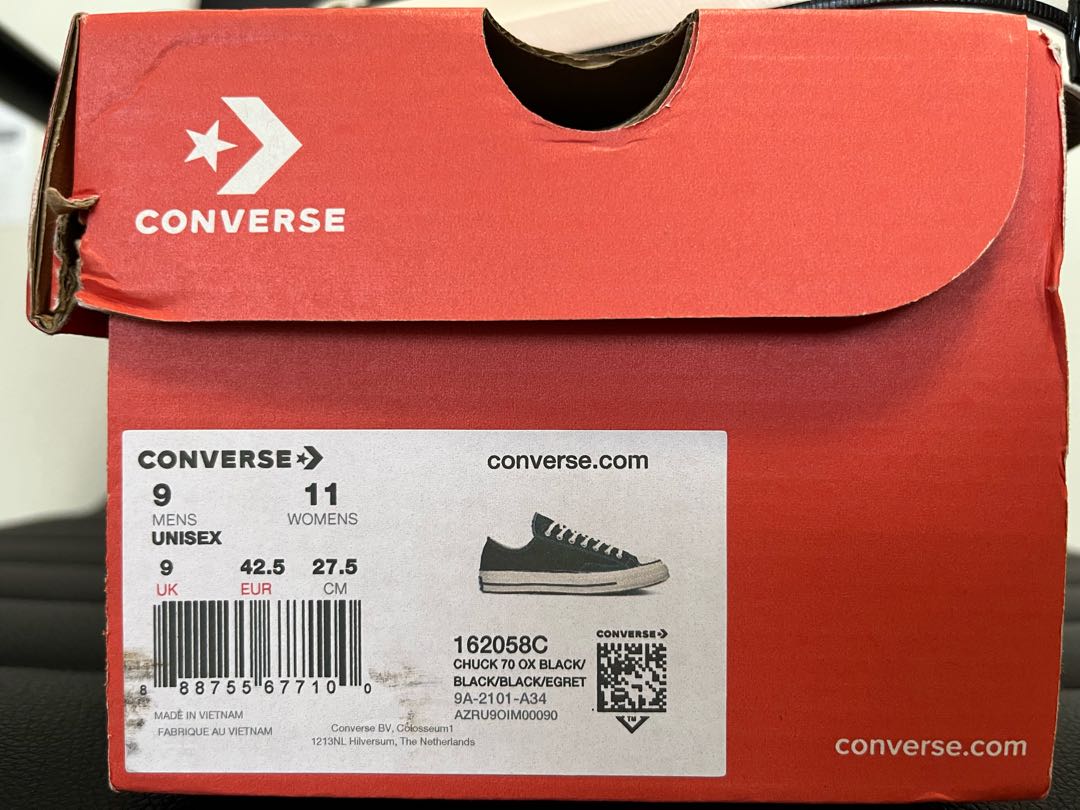 CONVERSE
CONVERSE
converse.com
9 11
MENS WOMENS
UNISEX
9 42.5 27.5
UK EUR CM
8 88755 67710 0
162058C
CHUCK 70 OX BLACK/
BLACK/BLACK/EGRET
9A-2101-A34
AZRU9OIM00090
CONVERSE
TM
MADE IN VIETNAM
FABRIQUE AU VIETNAM
Converse BV, Colosseum1
1213NL Hilversum, The Netherlands
converse.com